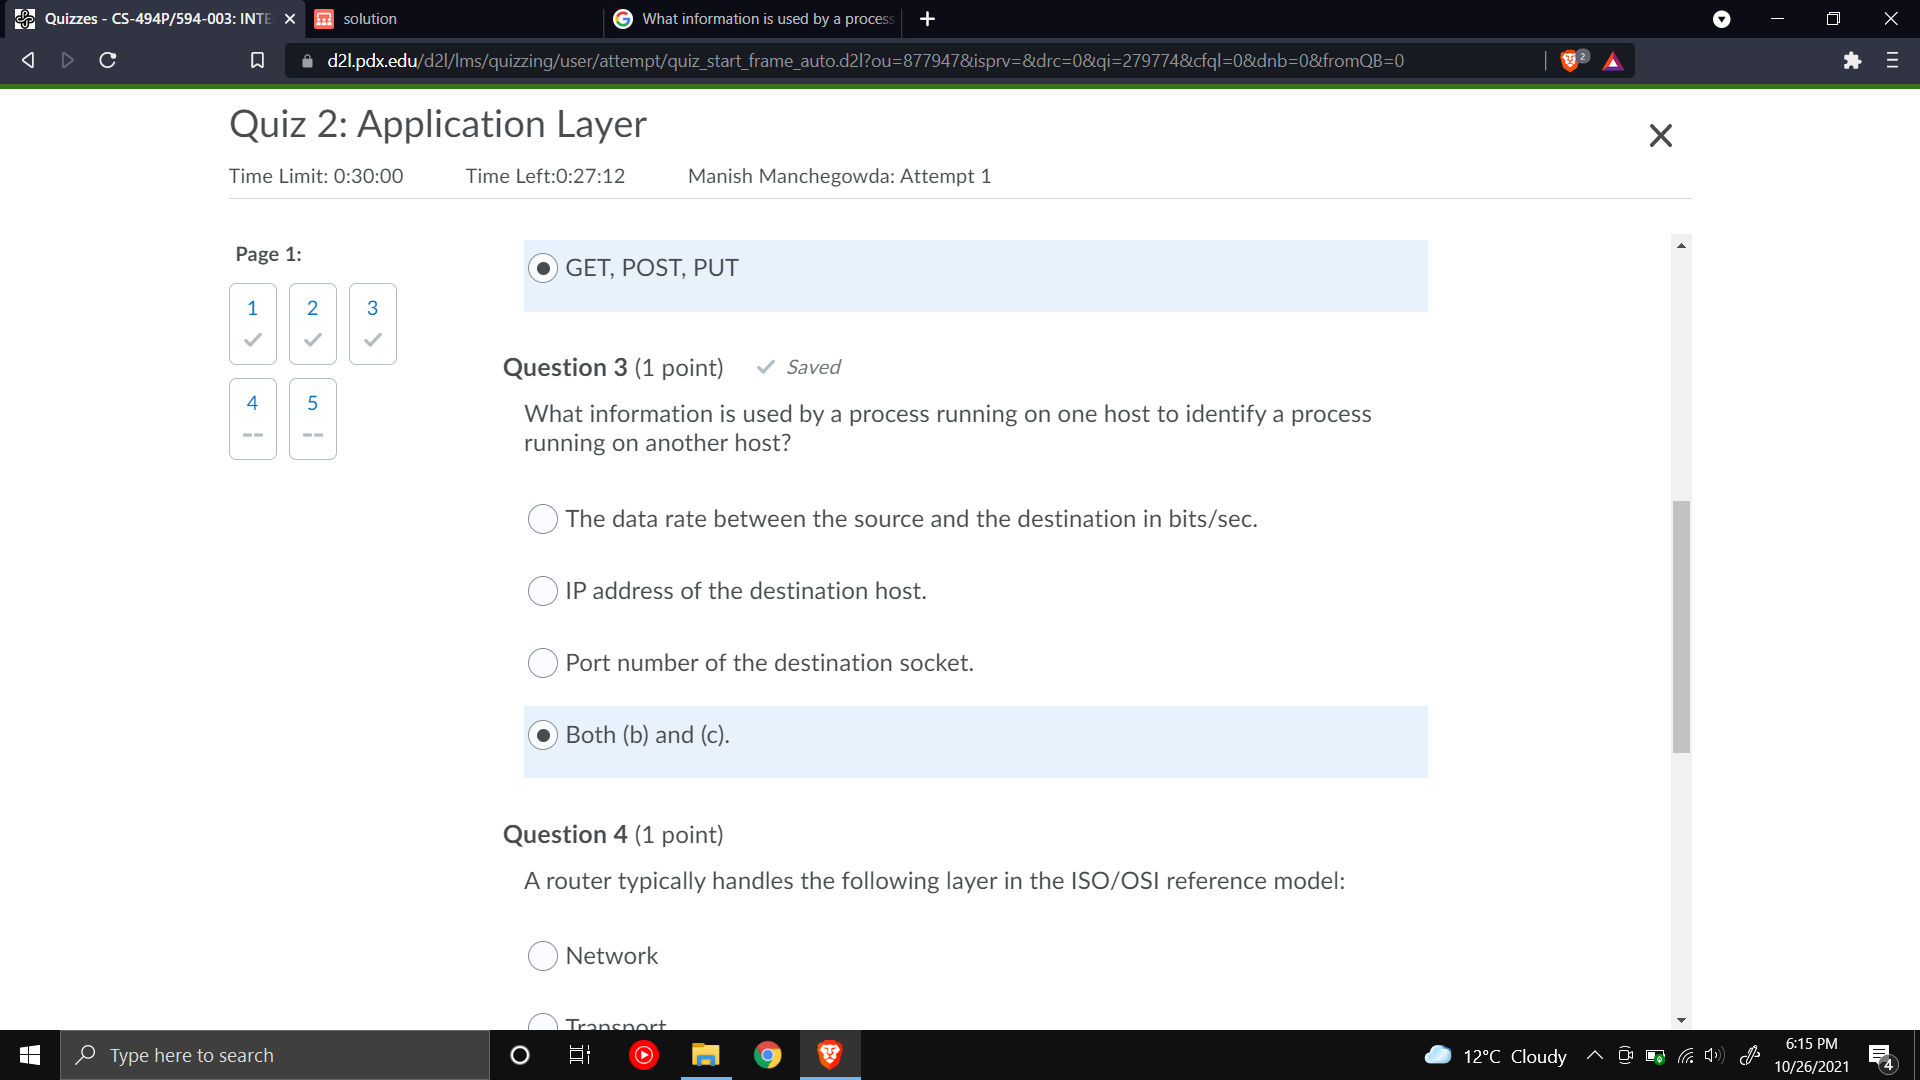 Quizzes - CS-494P/594-003: INTE
solution
What information is used by a process
d2l.pdx.edu/d2l/lms/quizzing/user/attempt/quiz_start_frame_auto.d2l?ou=877947&isprv=&drc=0&qi=279774&cfql=0&dnb=0&fromQB=0
2
Quiz 2: Application Layer
Time Limit: 0:30:00 Time Left:0:27:12 Manish Manchegowda: Attempt 1
Page 1:
1 2 3
4 5
-- --
GET, POST, PUT
Question 3 (1 point) Saved
What information is used by a process running on one host to identify a process
running on another host?
The data rate between the source and the destination in bits/sec.
IP address of the destination host.
Port number of the destination socket.
Both (b) and (c).
Question 4 (1 point)
A router typically handles the following layer in the ISO/OSI reference model:
Network
Transport
Type here to search
12°C Cloudy
6:15 PM
10/26/2021
4